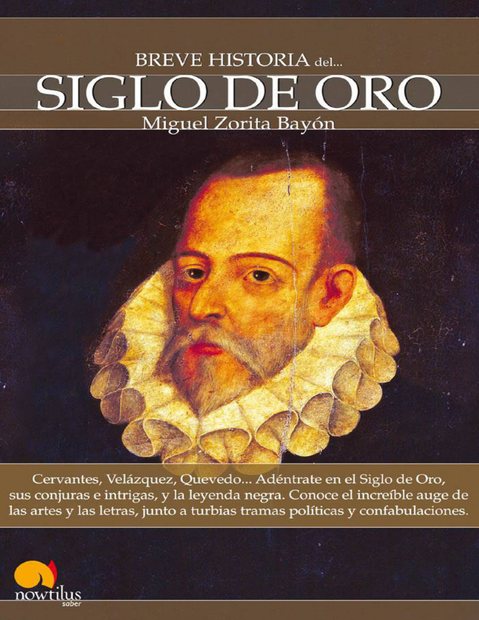 BREVE HISTORIA del...
SIGLO DE ORO
Miguel Zorita Bayón
Cervantes, Velázquez, Quevedo... Adéntrate en el Siglo de Oro,
sus conjuras e intrigas, y la leyenda negra. Conoce el increíble auge de
las artes y las letras, junto a turbias tramas políticas y confabulaciones.
nowtilus
saber